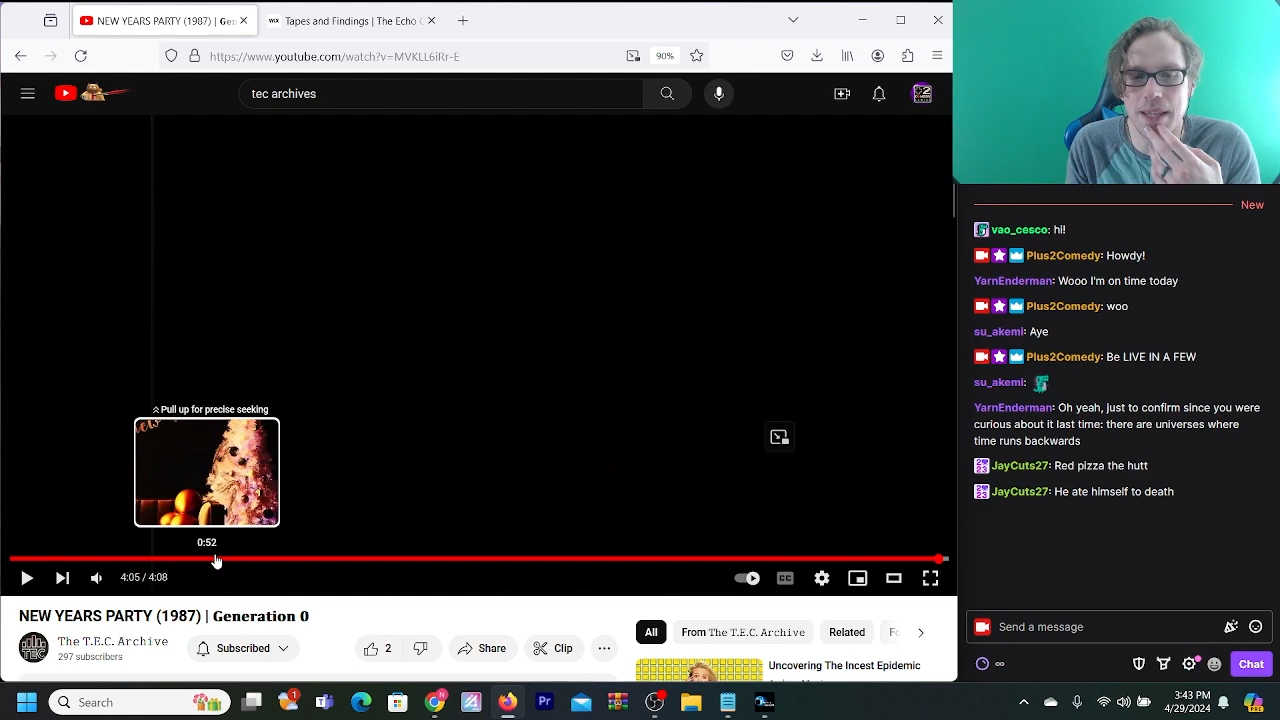 NEW YEARS PARTY (1987) | Gen
Tapes and Findings | The Echo C
https://www.youtube.com/watch?v=MVKLL6iRr-E
90%
tec archives
New
vao_cesco: hi!
Plus2Comedy: Howdy!
YarnEnderman: Wooo I'm on time today
Plus2Comedy: woo
su_akemi: Aye
Plus2Comedy: Be LIVE IN A FEW
su_akemi:
YarnEnderman: Oh yeah, just to confirm since you were
curious about it last time: there are universes where
time runs backwards
JayCuts27: Red pizza the hutt
JayCuts27: He ate himself to death
Pull up for precise seeking
0:52
4:05 / 4:08
CC
NEW YEARS PARTY (1987) | Generation 0
The T.E.C. Archive
297 subscribers
Subscribed
2
Share
Clip
All
From The T.E.C. Archive
Related
Uncovering The Incest Epidemic
Send a message
Chat
Search
3:43 PM
4/29/2024